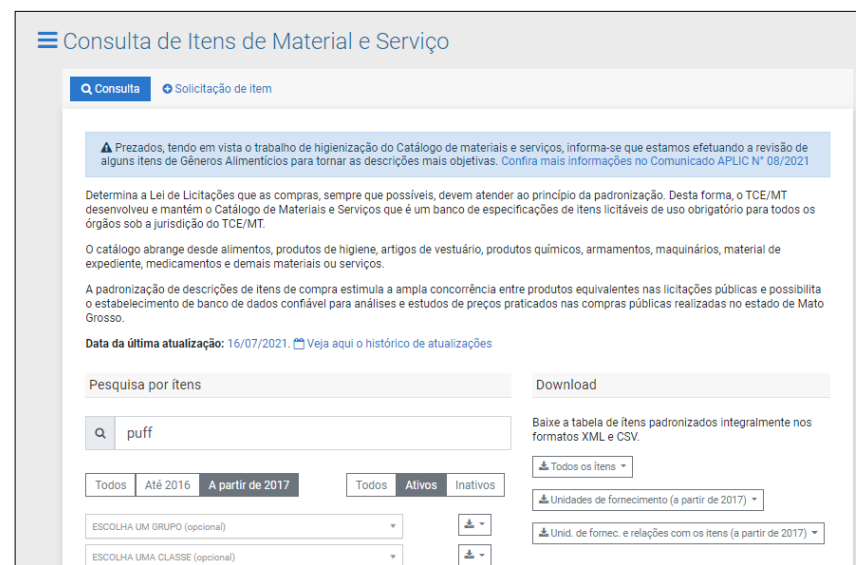 Consulta de Itens de Material e Serviço
Consulta
Solicitação de item
Prezados, tendo em vista o trabalho de higienização do Catálogo de materiais e serviços, informa-se que estamos efetuando a revisão de
alguns itens de Gêneros Alimentícios para tornar as descrições mais objetivas. Confira mais informações no Comunicado APLIC N° 08/2021
Determina a Lei de Licitações que as compras, sempre que possíveis, devem atender ao princípio da padronização. Desta forma, o TCE/MT
desenvolveu e mantém o Catálogo de Materiais e Serviços que é um banco de especificações de itens licitáveis de uso obrigatório para todos os
órgãos sob a jurisdição do TCE/MT.
O catálogo abrange desde alimentos, produtos de higiene, artigos de vestuário, produtos químicos, armamentos, maquinários, material de
expediente, medicamentos e demais materiais ou serviços.
A padronização de descrições de itens de compra estimula a ampla concorrência entre produtos equivalentes nas licitações públicas e possibilita
o estabelecimento de banco de dados confiável para análises e estudos de preços praticados nas compras públicas realizadas no estado de Mato
Grosso.
Data da última atualização: 16/07/2021. Veja aqui o histórico de atualizações
Pesquisa por ítens
puff
Todos Até 2016 A partir de 2017 Todos Ativos Inativos
ESCOLHA UM GRUPO (opcional)
ESCOLHA UMA CLASSE (opcional)
Download
Baixe a tabela de ítens padronizados integralmente nos
formatos XML e CSV.
Todos os ítens
Unidades de fornecimento (a partir de 2017)
Unid. de fornec. e relações com os itens (a partir de 2017)